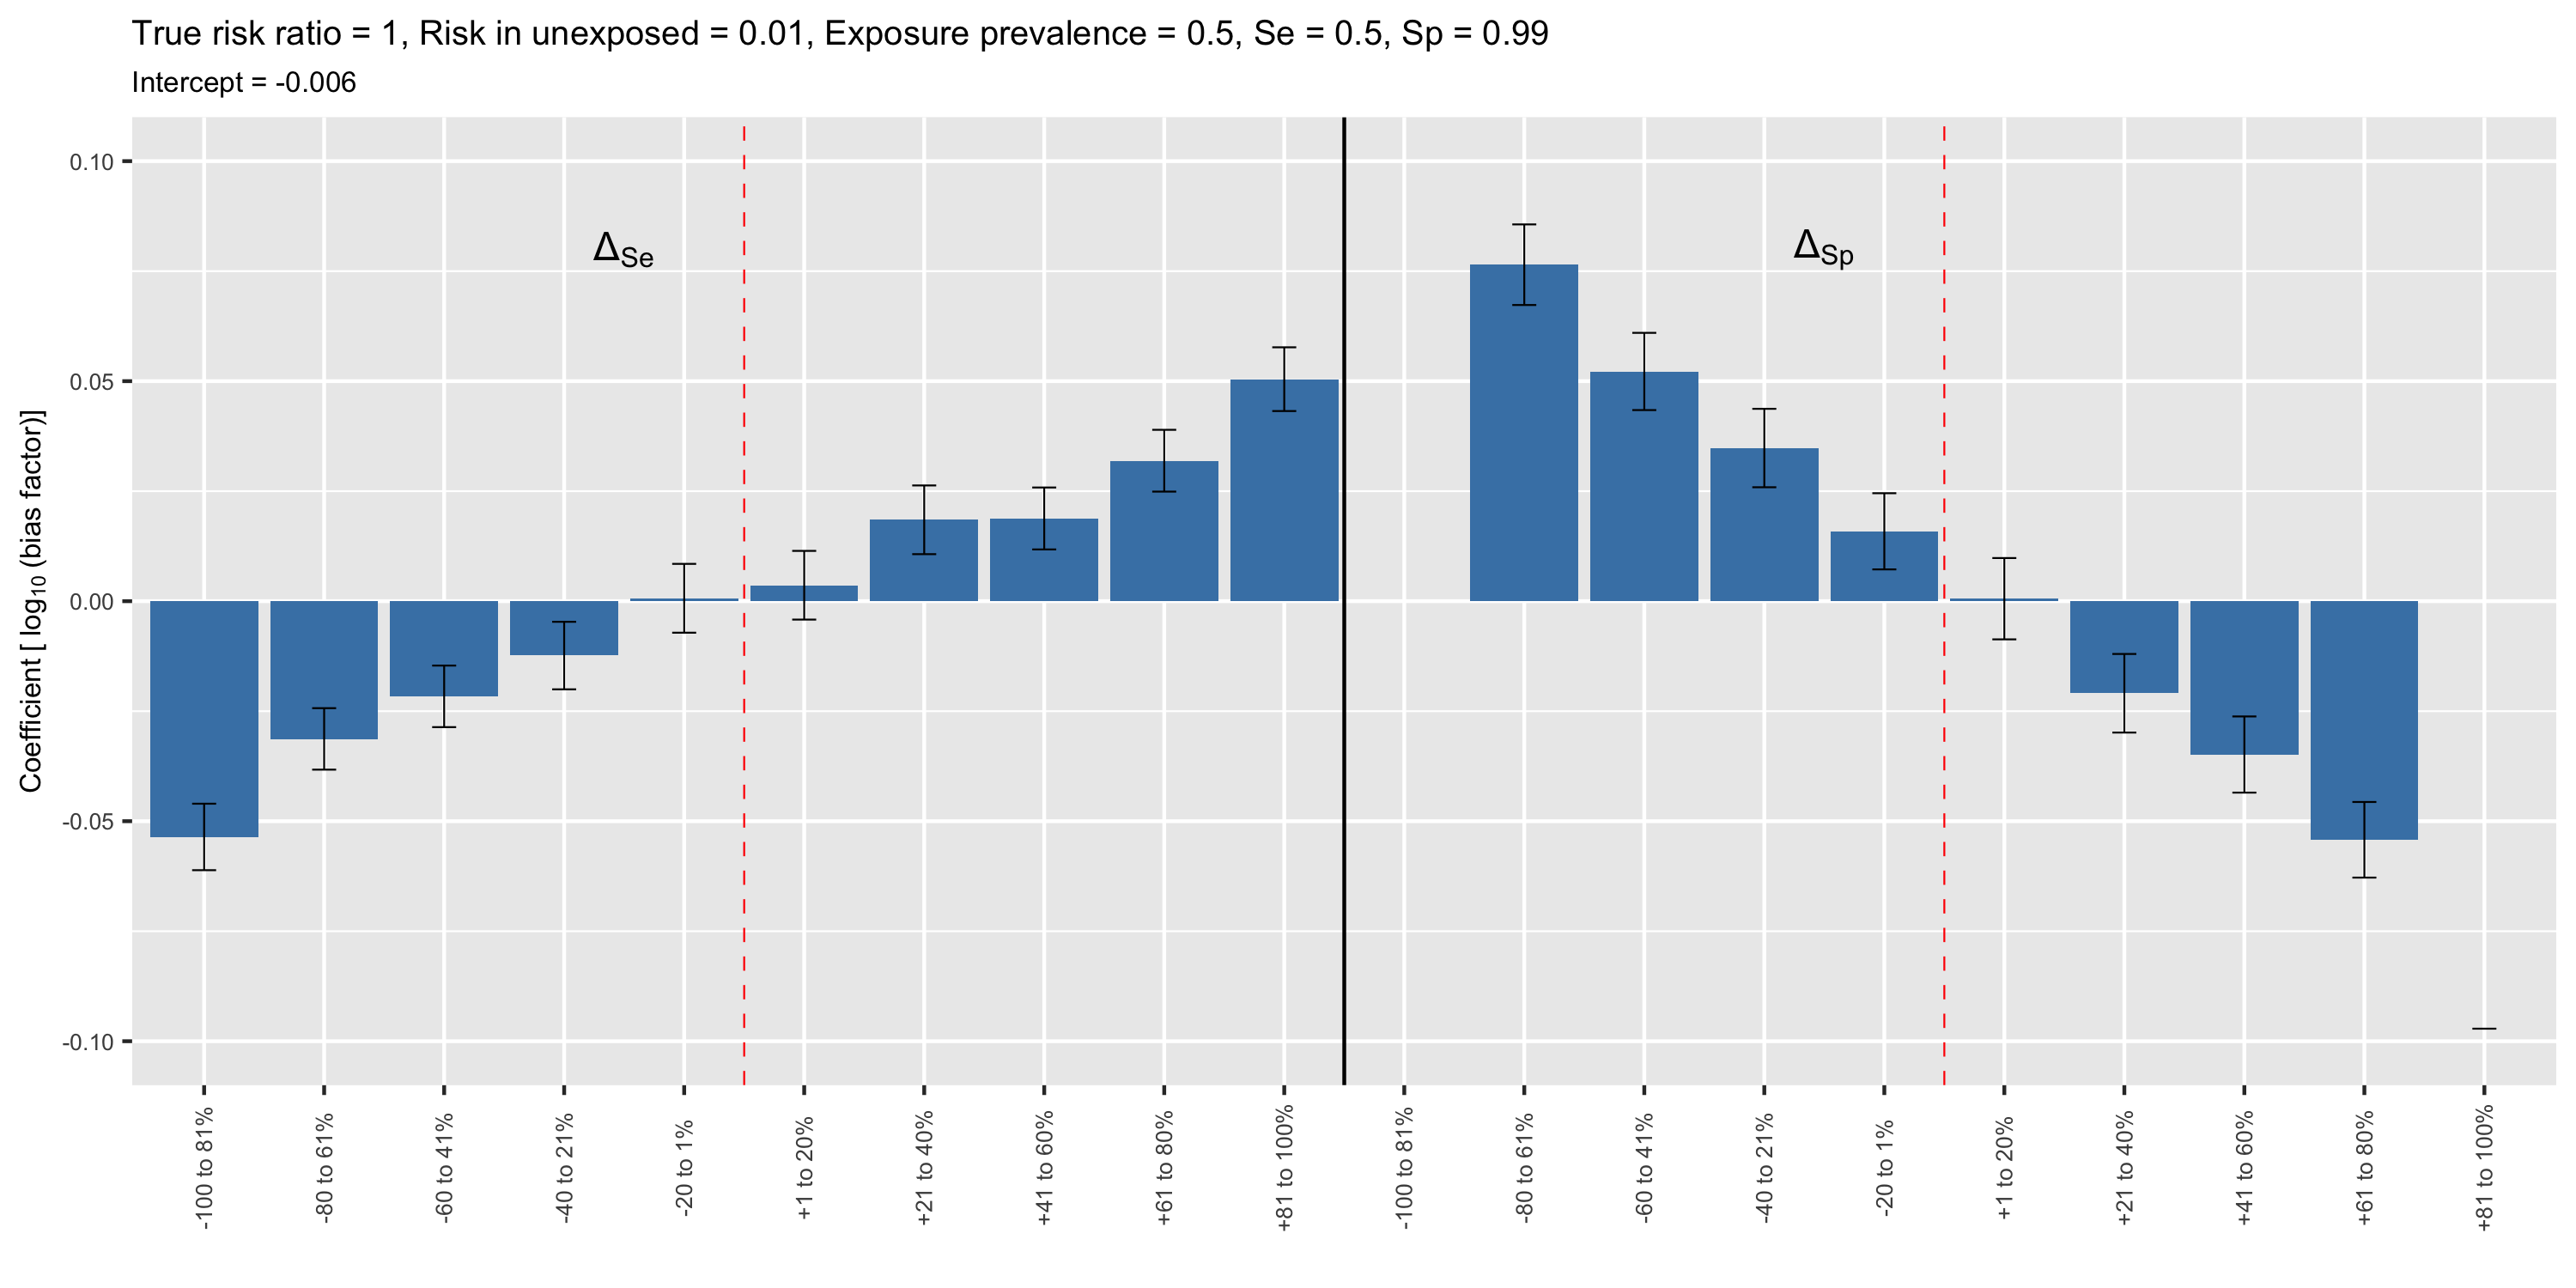 True risk ratio = 1, Risk in unexposed = 0.01, Exposure prevalence = 0.5, Se = 0.5, Sp = 0.99
Intercept = -0.006
Coefficient [ log10 (bias factor)]
0.10
0.05
0.00
-0.05
-0.10
ΔSe
ΔSp
-100 to 81%
-80 to 61%
-60 to 41%
-40 to 21%
-20 to 1%
+1 to 20%
+21 to 40%
+41 to 60%
+61 to 80%
+81 to 100%
-100 to 81%
-80 to 61%
-60 to 41%
-40 to 21%
-20 to 1%
+1 to 20%
+21 to 40%
+41 to 60%
+61 to 80%
+81 to 100%